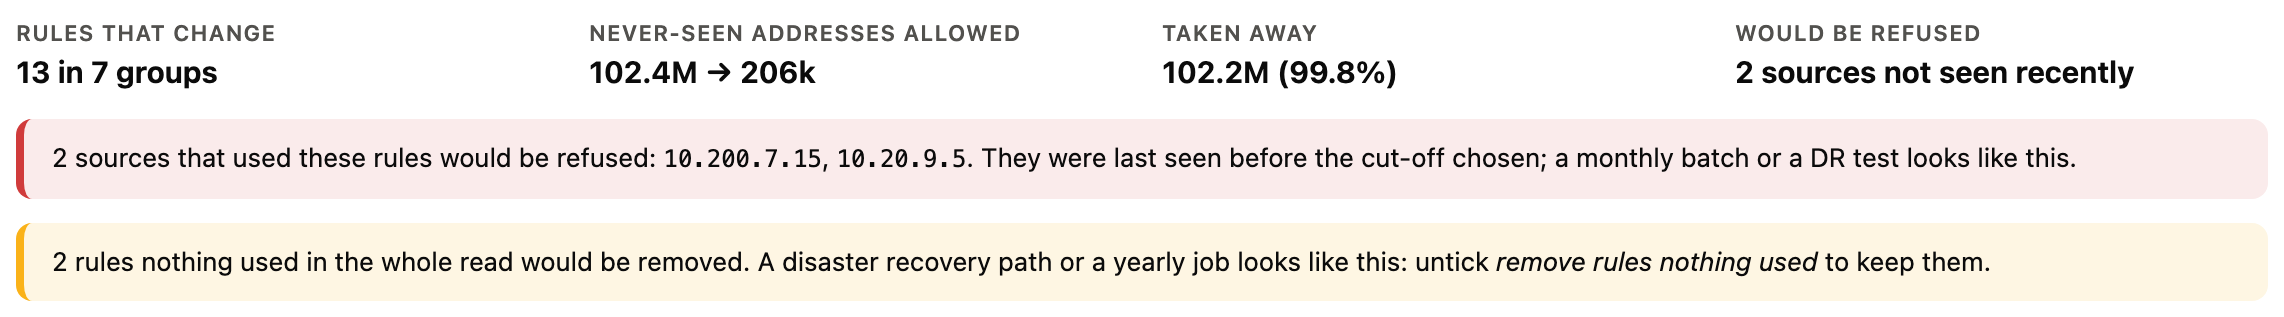 RULES THAT CHANGE
13 in 7 groups
NEVER-SEEN ADDRESSES ALLOWED
102.4M → 206k
TAKEN AWAY
102.2M (99.8%)
WOULD BE REFUSED
2 sources not seen recently
2 sources that used these rules would be refused: 10.200.7.15, 10.20.9.5. They were last seen before the cut-off chosen; a monthly batch or a DR test looks like this.
2 rules nothing used in the whole read would be removed. A disaster recovery path or a yearly job looks like this: untick remove rules nothing used to keep them.